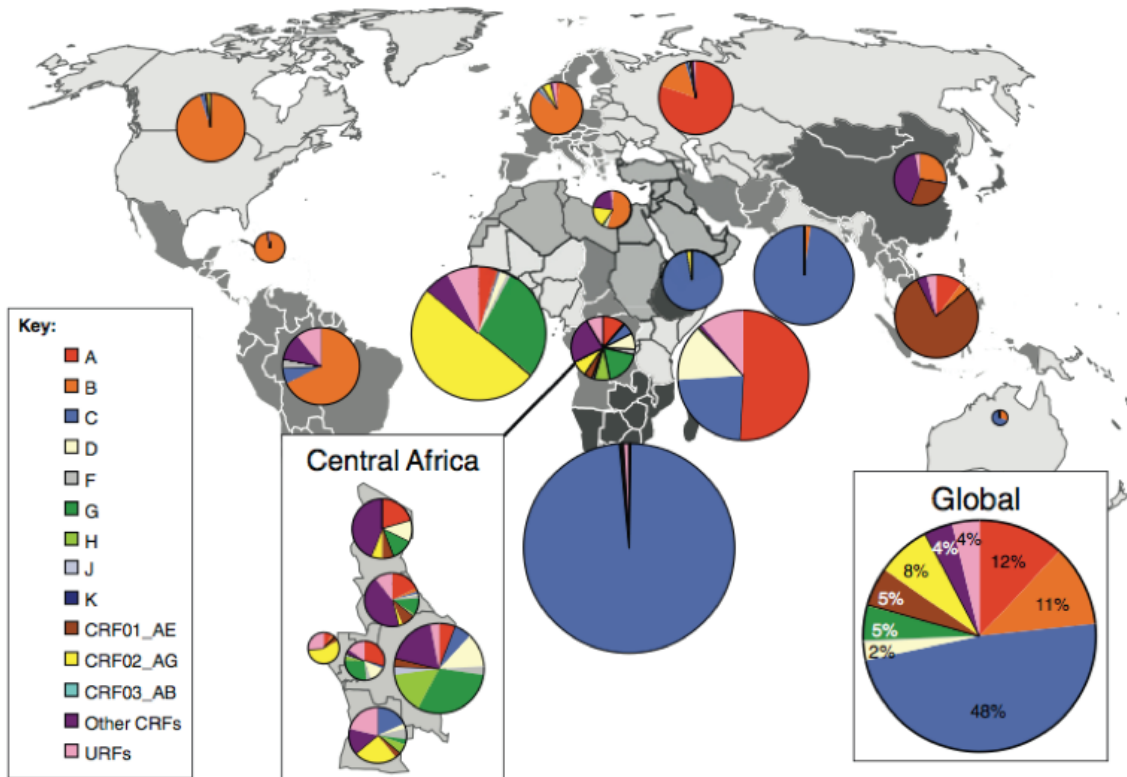 Key:
A
B
C
D
F
G
H
J
K
CRF01_AE
CRF02_AG
CRF03_AB
Other CRFs
URFs
Central Africa
Global
4%
4%
12%
8%
11%
5%
5%
2%
48%